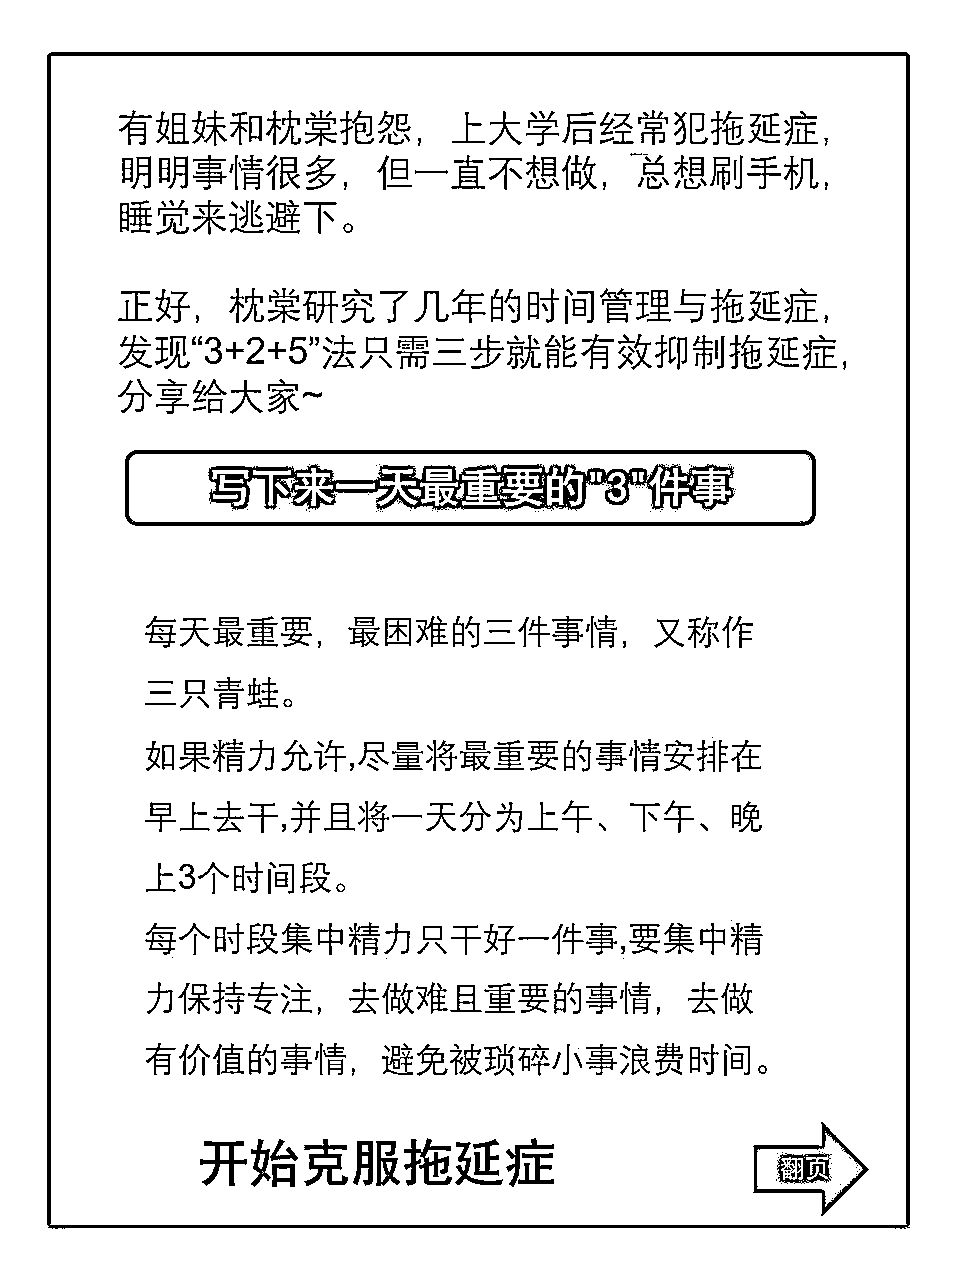 有姐妹和枕棠抱怨，上大学后经常犯拖延症，
明明事情很多，但一直不想做，总想刷手机，
睡觉来逃避下。
正好，枕棠研究了几年的时间管理与拖延症，
发现“3+2+5”法只需三步就能有效抑制拖延症，
分享给大家~
写下来一天最重要的"3"件事
每天最重要，最困难的三件事情，又称作
三只青蛙。
如果精力允许,尽量将最重要的事情安排在
早上去干,并且将一天分为上午、下午、晚
上3个时间段。
每个时段集中精力只干好一件事,要集中精
力保持专注，去做难且重要的事情，去做
有价值的事情，避免被琐碎小事浪费时间。
开始克服拖延症
翻页